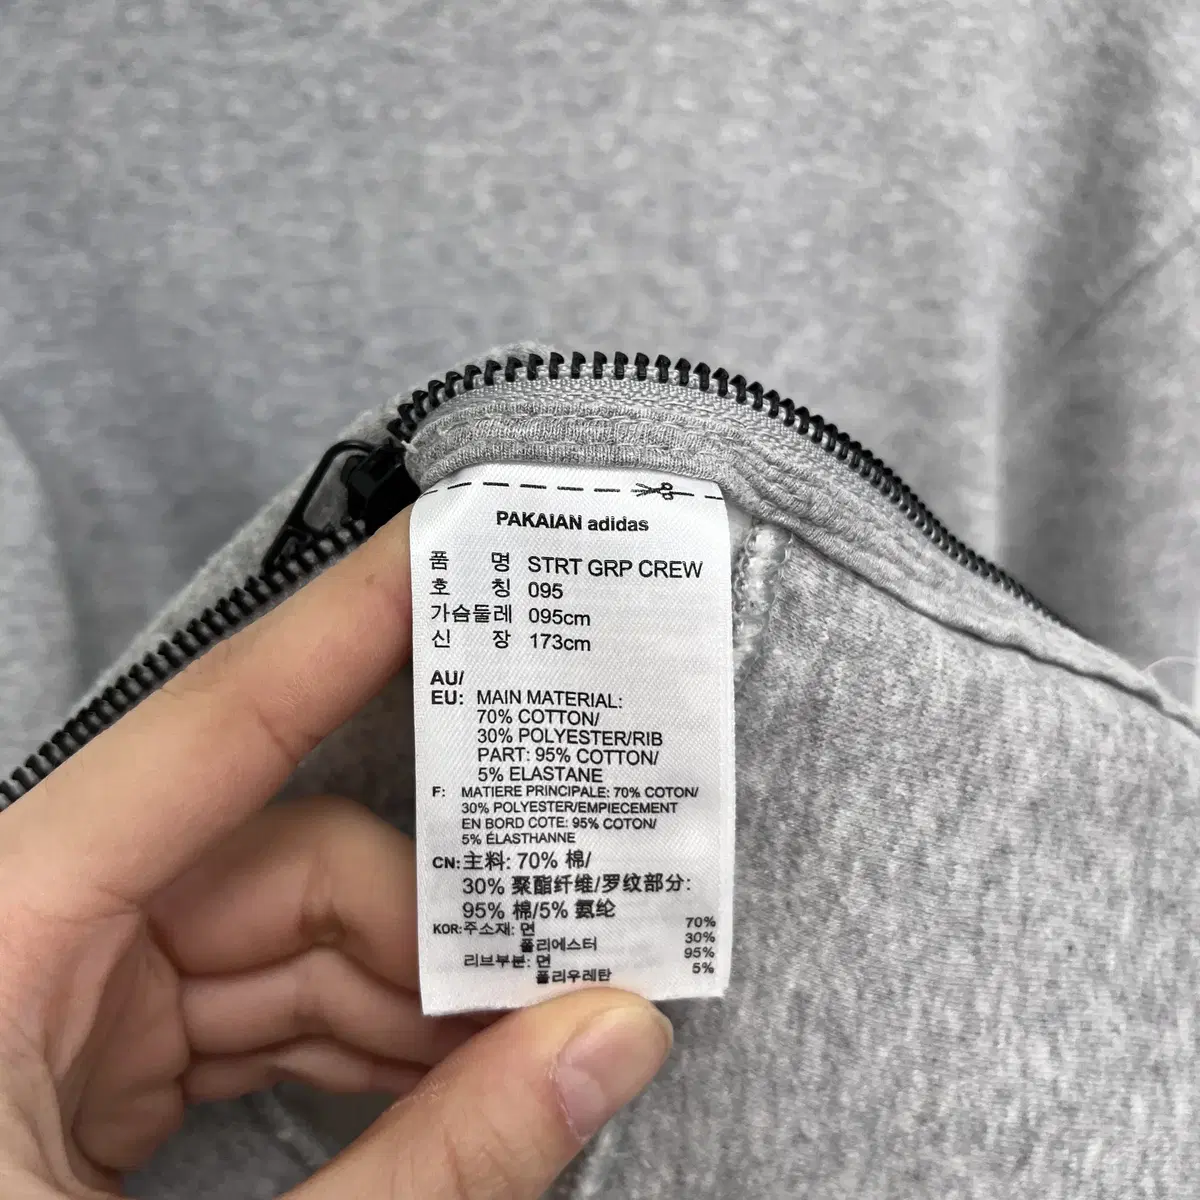 PAKAIAN adidas
품 명 STRT GRP CREW
호 칭 095
가슴둘레 095cm
신 장 173cm
AU/
EU: MAIN MATERIAL:
70% COTTON/
30% POLYESTER/RIB
PART: 95% COTTON/
5% ELASTANE
F: MATIERE PRINCIPALE: 70% COTON/
30% POLYESTER/EMPIECEMENT
EN BORD COTE: 95% COTON/
5% ÉLASTHANNE
CN: 主料: 70% 棉/
30% 聚酯纤维/罗纹部分:
95% 棉/5% 氨纶
KOR: 주소재: 면 70%
폴리에스터 30%
리브부분: 면 95%
폴리우레탄 5%